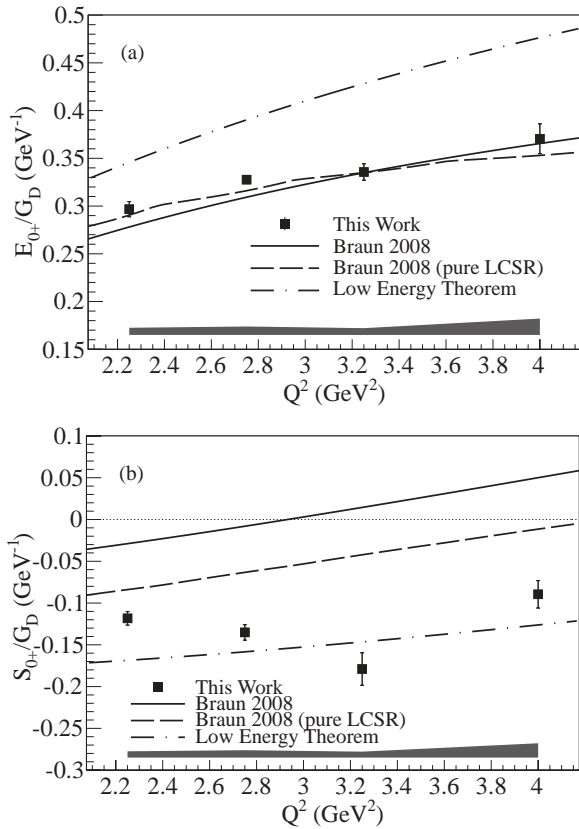 0.5
(a)
0.45
0.4
0.35
0.3
0.25
0.2
0.15
E0+/GD (GeV-1)
This Work
Braun 2008
Braun 2008 (pure LCSR)
Low Energy Theorem
2.2 2.4 2.6 2.8 3 3.2 3.4 3.6 3.8 4
Q2 (GeV2)
0.1
(b)
0.05
0
-0.05
-0.1
-0.15
-0.2
-0.25
-0.3
S0+/GD (GeV-1)
This Work
Braun 2008
Braun 2008 (pure LCSR)
Low Energy Theorem
2.2 2.4 2.6 2.8 3 3.2 3.4 3.6 3.8 4
Q2 (GeV2)